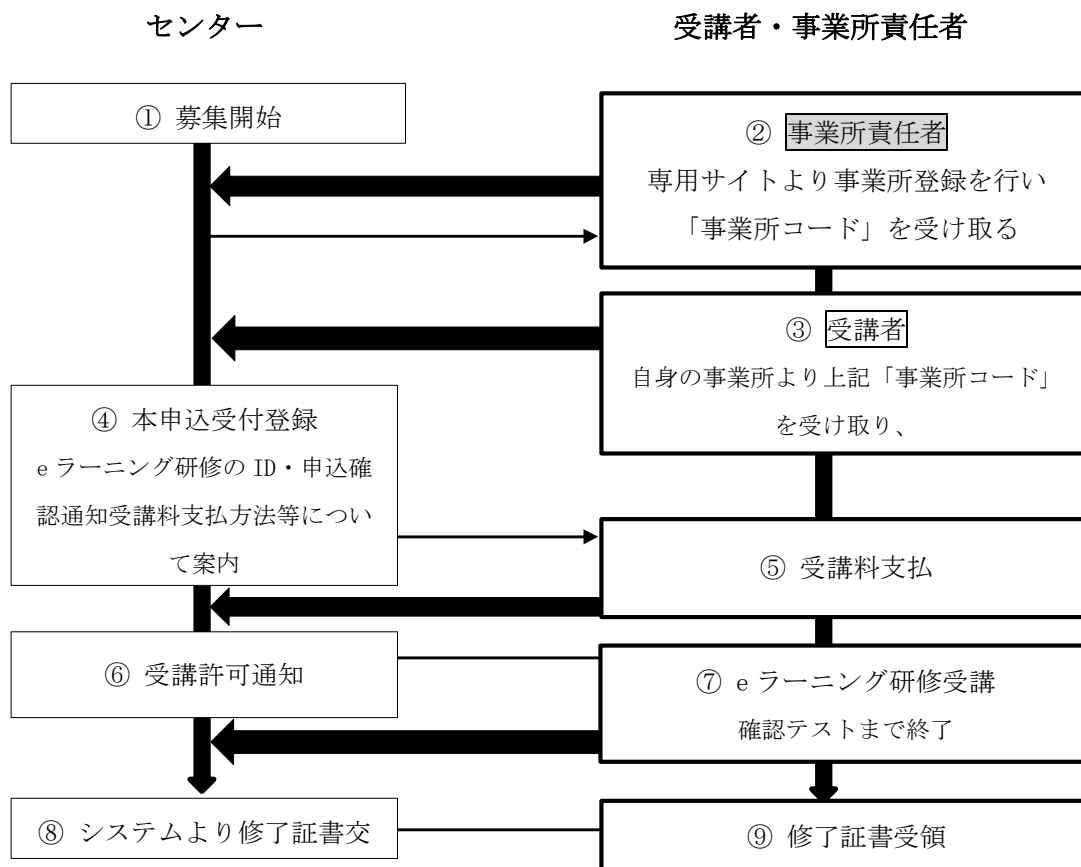 センター
受講者・事業所責任者
① 募集開始
② 事業所責任者
専用サイトより事業所登録を行い
「事業所コード」を受け取る
③ 受講者
自身の事業所より上記「事業所コード」
を受け取り、
④ 本申込受付登録
e ラーニング研修の ID・申込確
認通知受講料支払方法等につい
て案内
⑤ 受講料支払
⑥ 受講許可通知
⑦ e ラーニング研修受講
確認テストまで終了
⑧ システムより修了証書交
⑨ 修了証書受領